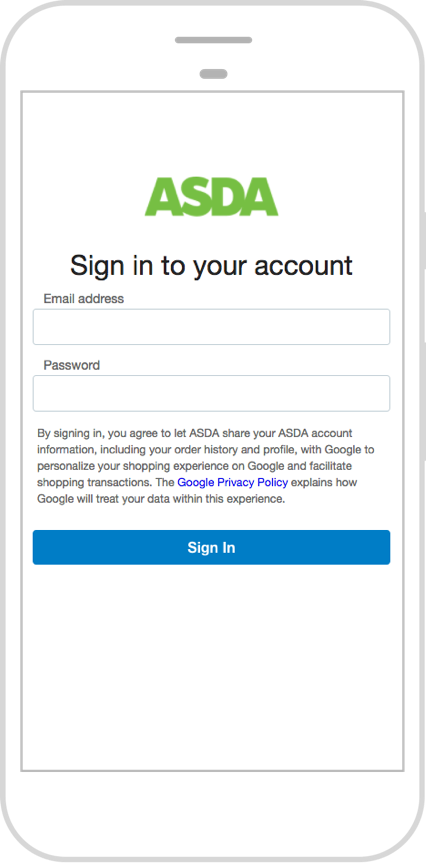 ASDA
Sign in to your account
Email address
Password
By signing in, you agree to let ASDA share your ASDA account
information, including your order history and profile, with Google to
personalize your shopping experience on Google and facilitate
shopping transactions. The Google Privacy Policy explains how
Google will treat your data within this experience.
Sign In